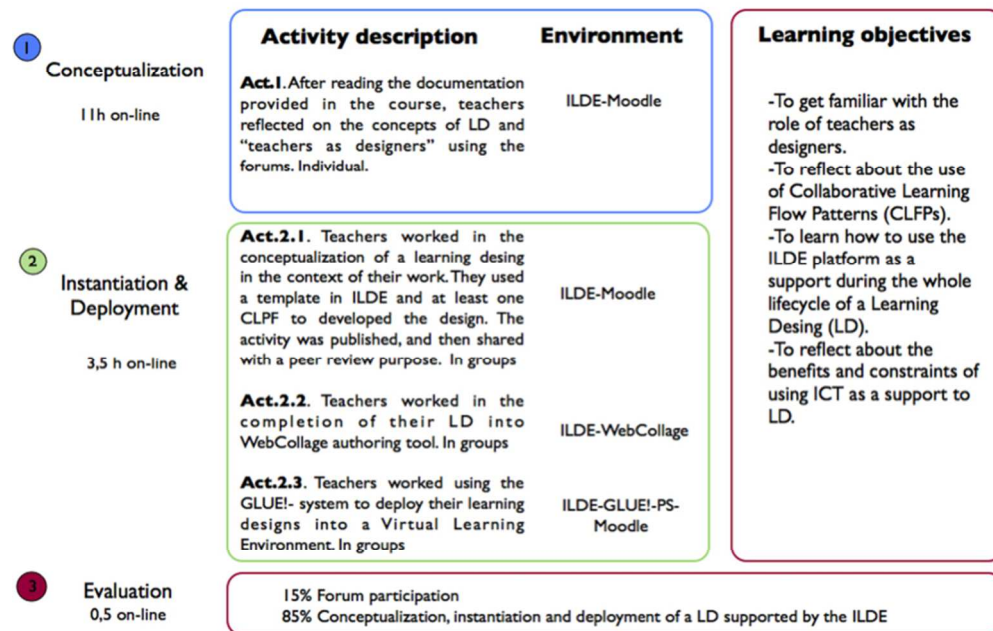 1
Conceptualization
11h on-line
Activity description
Environment
Act.1. After reading the documentation
provided in the course, teachers
reflected on the concepts of LD and
“teachers as designers” using the
forums. Individual.
ILDE-Moodle
2
Instantiation &
Deployment
3,5 h on-line
Act.2.1. Teachers worked in the
conceptualization of a learning desing
in the context of their work. They used
a template in ILDE and at least one
CLPF to developed the design. The
activity was published, and then shared
with a peer review purpose. In groups
ILDE-Moodle
Act.2.2. Teachers worked in the
completion of their LD into
WebCollage authoring tool. In groups
ILDE-WebCollage
Act.2.3. Teachers worked using the
GLUE!- system to deploy their learning
designs into a Virtual Learning
Environment. In groups
ILDE-GLUE!-PS-
Moodle
Learning objectives
-To get familiar with the
role of teachers as
designers.
-To reflect about the use
of Collaborative Learning
Flow Patterns (CLFPs).
-To learn how to use the
ILDE platform as a
support during the whole
lifecycle of a Learning
Desing (LD).
-To reflect about the
benefits and constraints of
using ICT as a support to
LD.
3
Evaluation
0,5 on-line
15% Forum participation
85% Conceptualization, instantiation and deployment of a LD supported by the ILDE